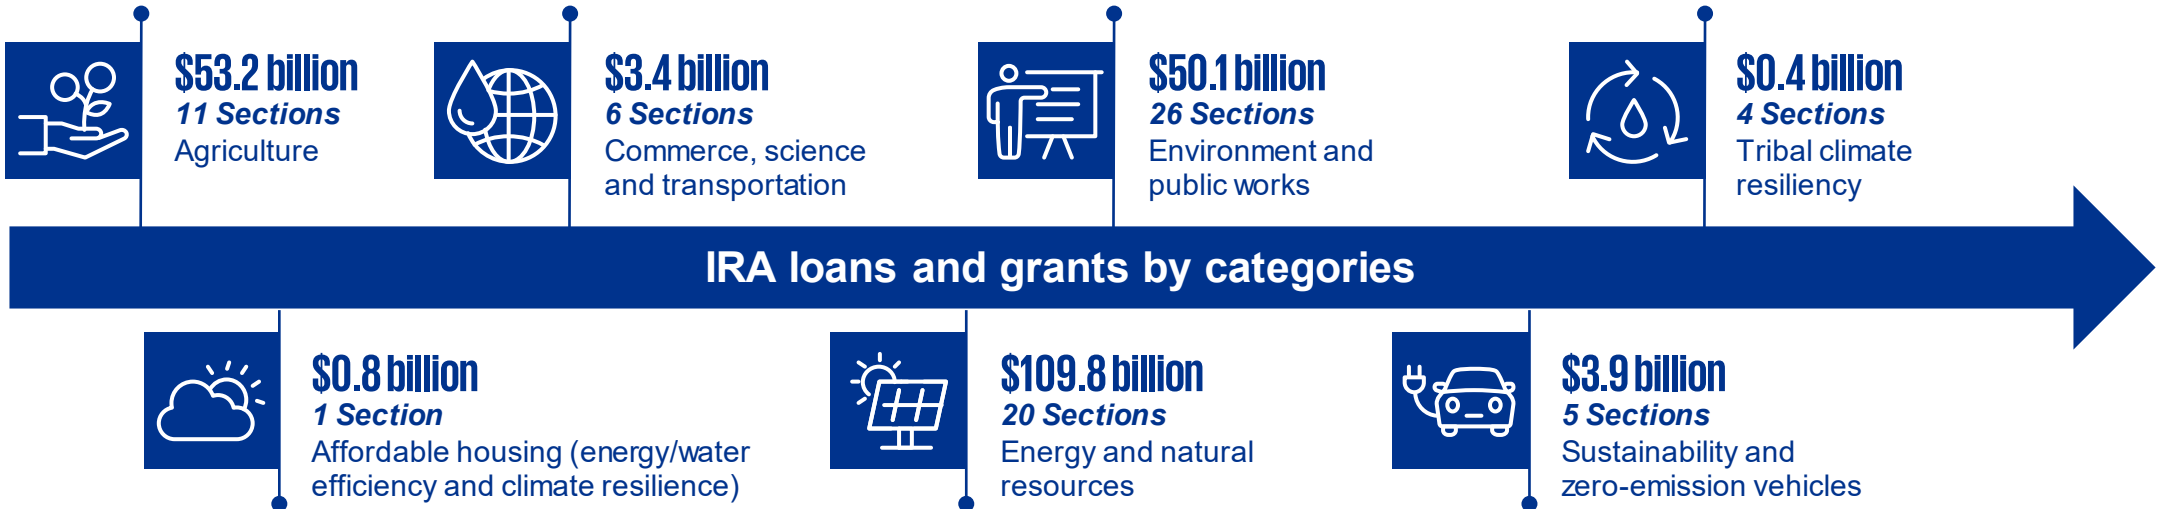 $53.2 billion
11 Sections
Agriculture
$3.4 billion
6 Sections
Commerce, science
and transportation
$50.1 billion
26 Sections
Environment and
public works
$0.4 billion
4 Sections
Tribal climate
resiliency
IRA loans and grants by categories
$0.8 billion
1 Section
Affordable housing (energy/water
efficiency and climate resilience)
$109.8 billion
20 Sections
Energy and natural
resources
$3.9 billion
5 Sections
Sustainability and
zero-emission vehicles